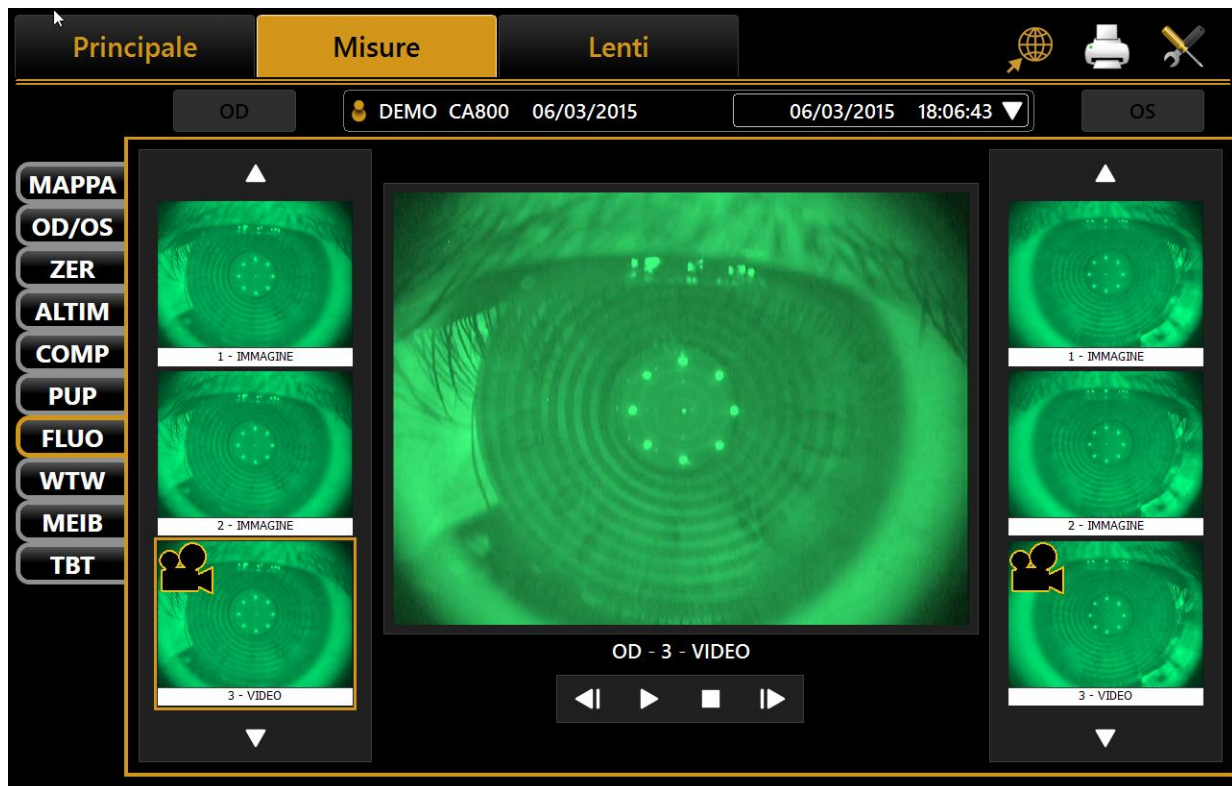 Principale Misure Lenti
OD DEMO CA800 06/03/2015 06/03/2015 18:06:43 OS
MAPPA
OD/OS
ZER
ALTIM
COMP
PUP
FLUO
WTW
MEIB
TBT
1 - IMMAGINE
2 - IMMAGINE
3 - VIDEO
OD - 3 - VIDEO
1 - IMMAGINE
2 - IMMAGINE
3 - VIDEO